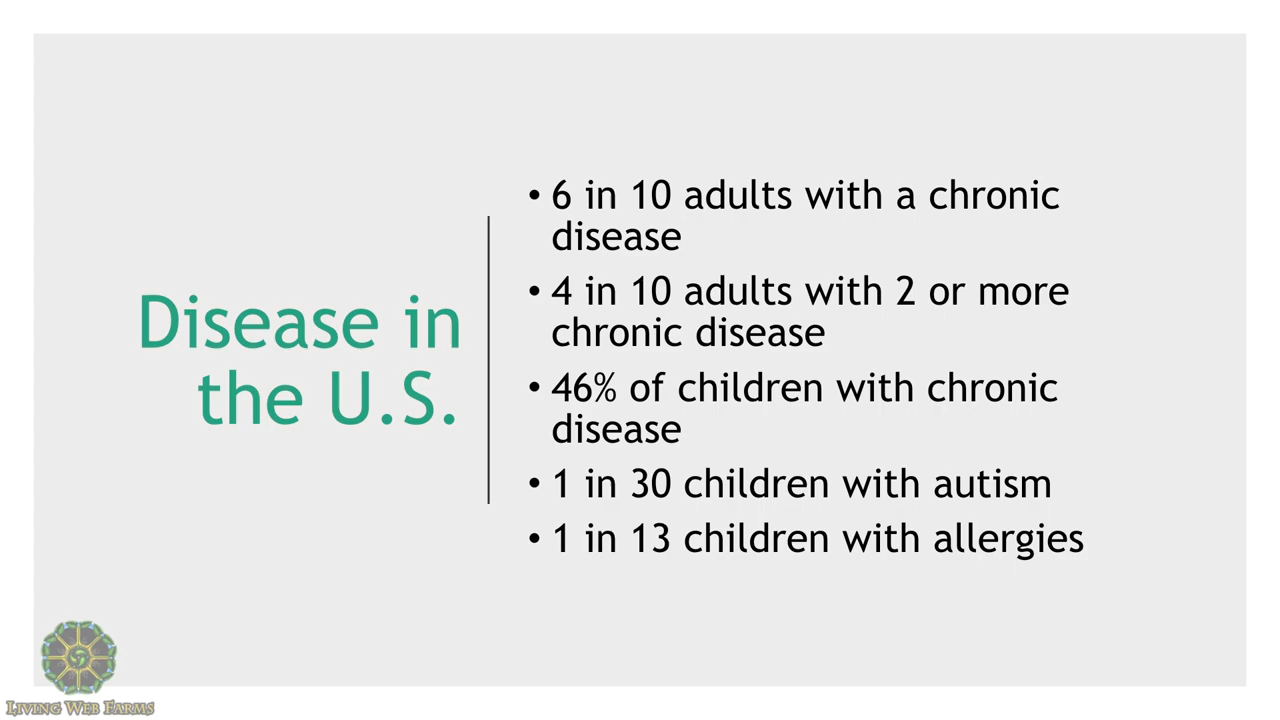 Disease in
the U.S.
• 6 in 10 adults with a chronic
disease
• 4 in 10 adults with 2 or more
chronic disease
• 46% of children with chronic
disease
• 1 in 30 children with autism
• 1 in 13 children with allergies
Living Web Farms